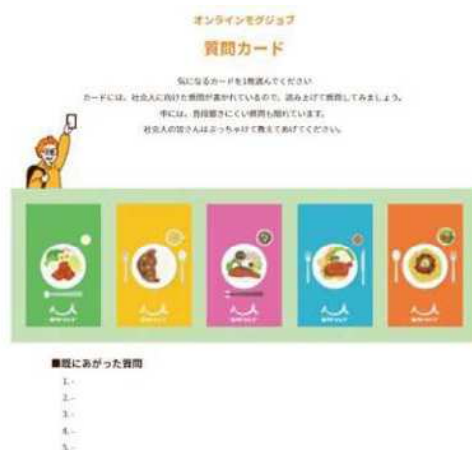 オンラインモグジョブ
質問カード
気になるカードを1枚選んでください
カードには、社会人に向けた質問が書かれているので、読み上げて質問してみましょう。
中には、普段聞きにくい質問も隠れています。
社会人の皆さんはぶっちゃけて教えてあげてください。
■既にあがった質問
1. -
2. -
3. -
4. -
5. -